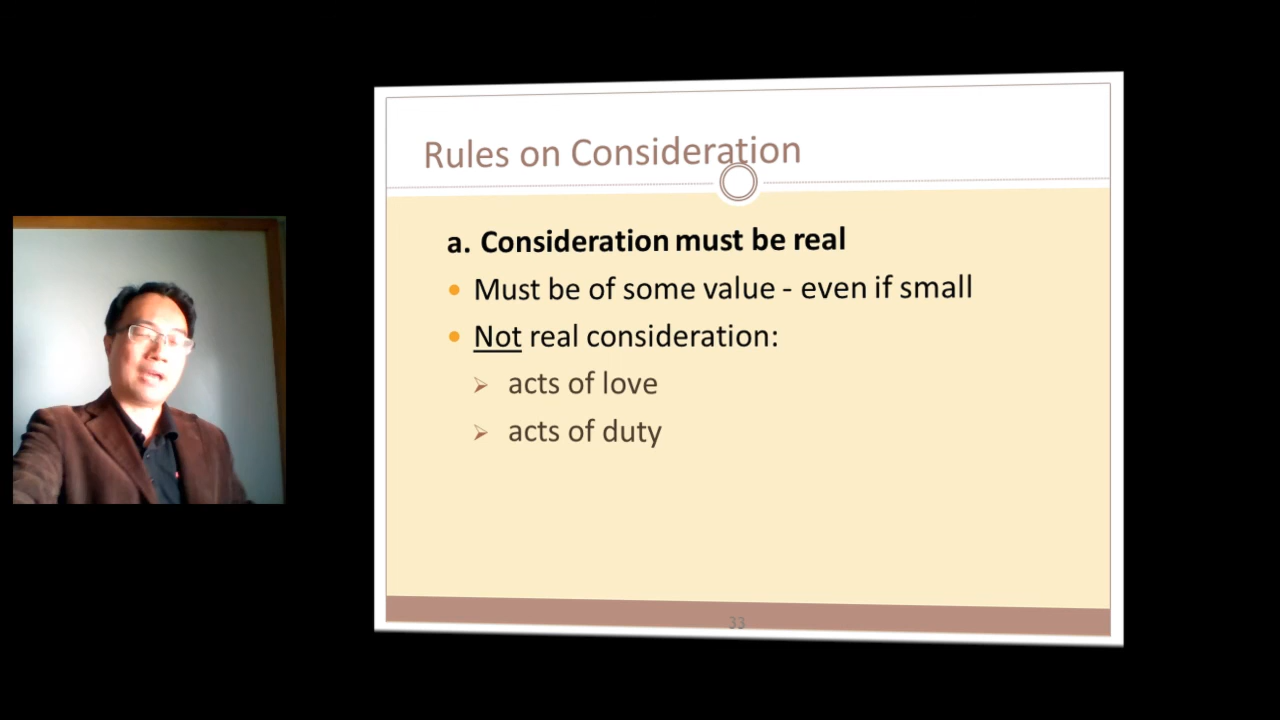 Rules on Consideration
a. Consideration must be real
• Must be of some value - even if small
• Not real consideration:
➢ acts of love
➢ acts of duty
33